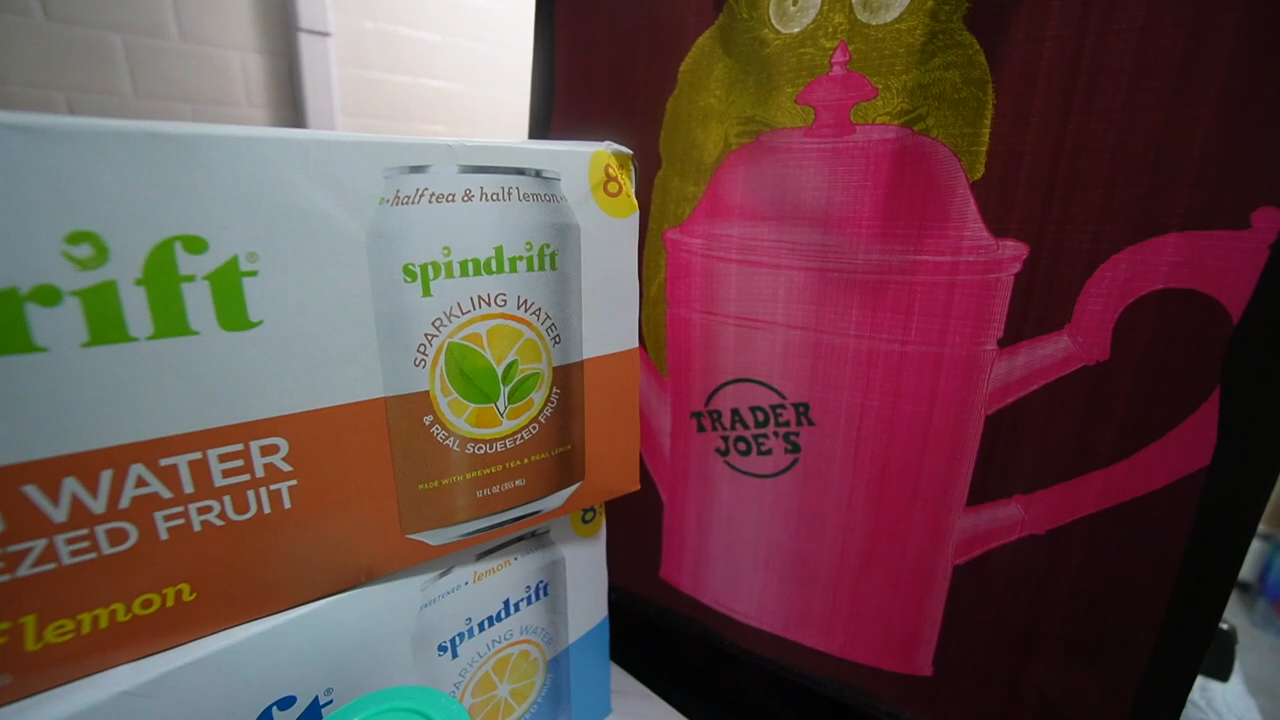 half tea & half lemon
spindrift
SPARKLING WATER
& REAL SQUEEZED FRUIT
MADE WITH BREWED TEA & REAL LEMON
12 FL OZ (355 ML)
8
rift®
WATER
EZED FRUIT
f lemon
8
lemon
spindrift
SPARKLING WATER
ft®
TRADER
JOE'S